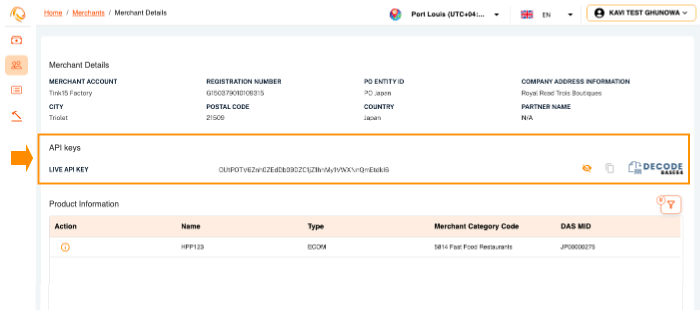 Home / Merchants / Merchant Details
Port Louis (UTC+04:...
EN
KAVI TEST GHUNOWA
Merchant Details
MERCHANT ACCOUNT REGISTRATION NUMBER PO ENTITY ID COMPANY ADDRESS INFORMATION
Tink15 Factory G150379010109315 PO Japan Royal Road Trois Boutiques
CITY POSTAL CODE COUNTRY PARTNER NAME
Triolet 21509 Japan N/A
API keys
LIVE API KEY
DECODE
BASE64
Product Information
0
Action Name Type Merchant Category Code DAS MID
HPP123 ECOM 5814 Fast Food Restaurants JP00000275